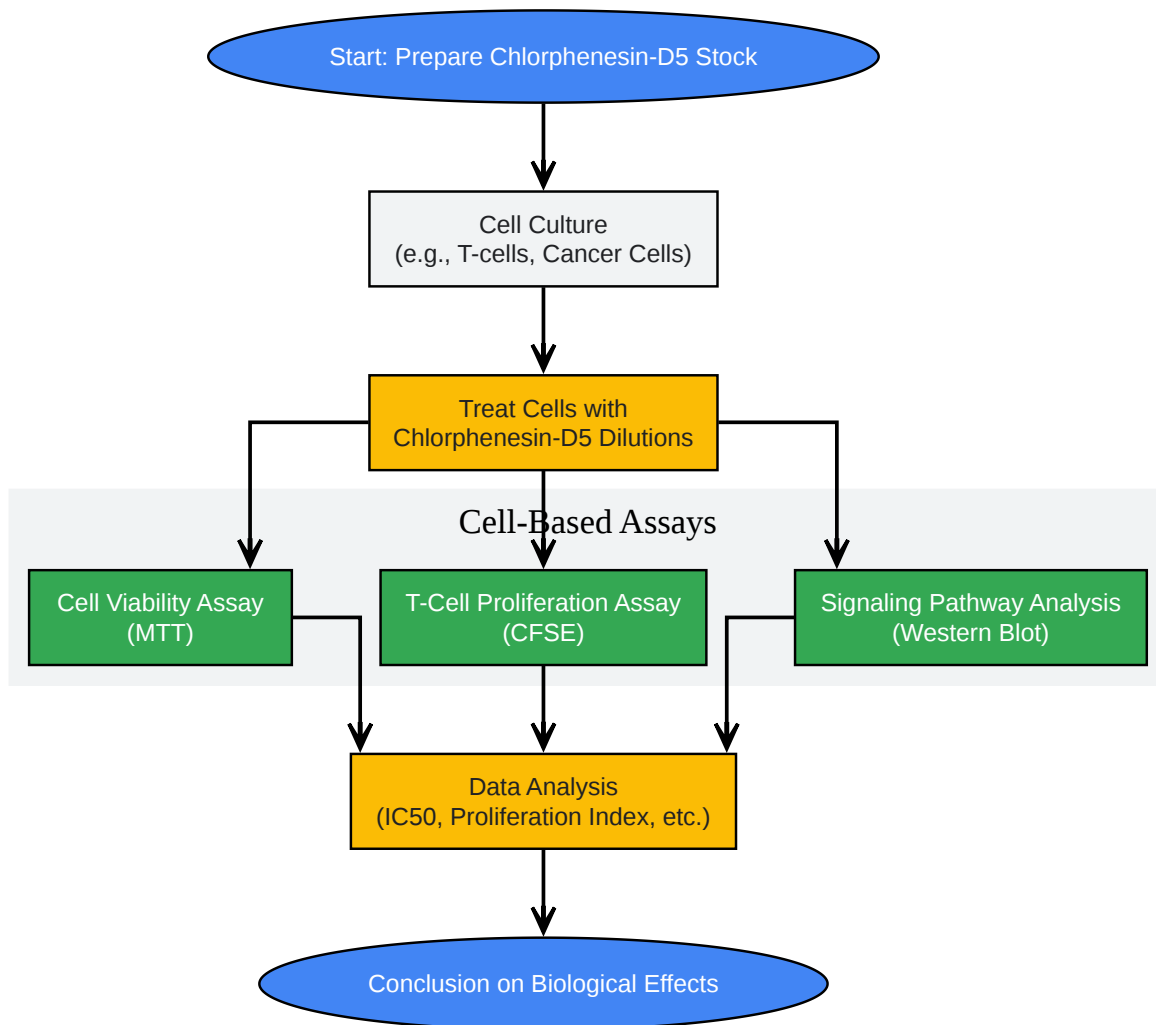 Start: Prepare Chlorphenesin-D5 Stock
Cell Culture
(e.g., T-cells, Cancer Cells)
Treat Cells with
Chlorphenesin-D5 Dilutions
Cell-Based Assays
Cell Viability Assay
(MTT)
T-Cell Proliferation Assay
(CFSE)
Signaling Pathway Analysis
(Western Blot)
Data Analysis
(IC50, Proliferation Index, etc.)
Conclusion on Biological Effects